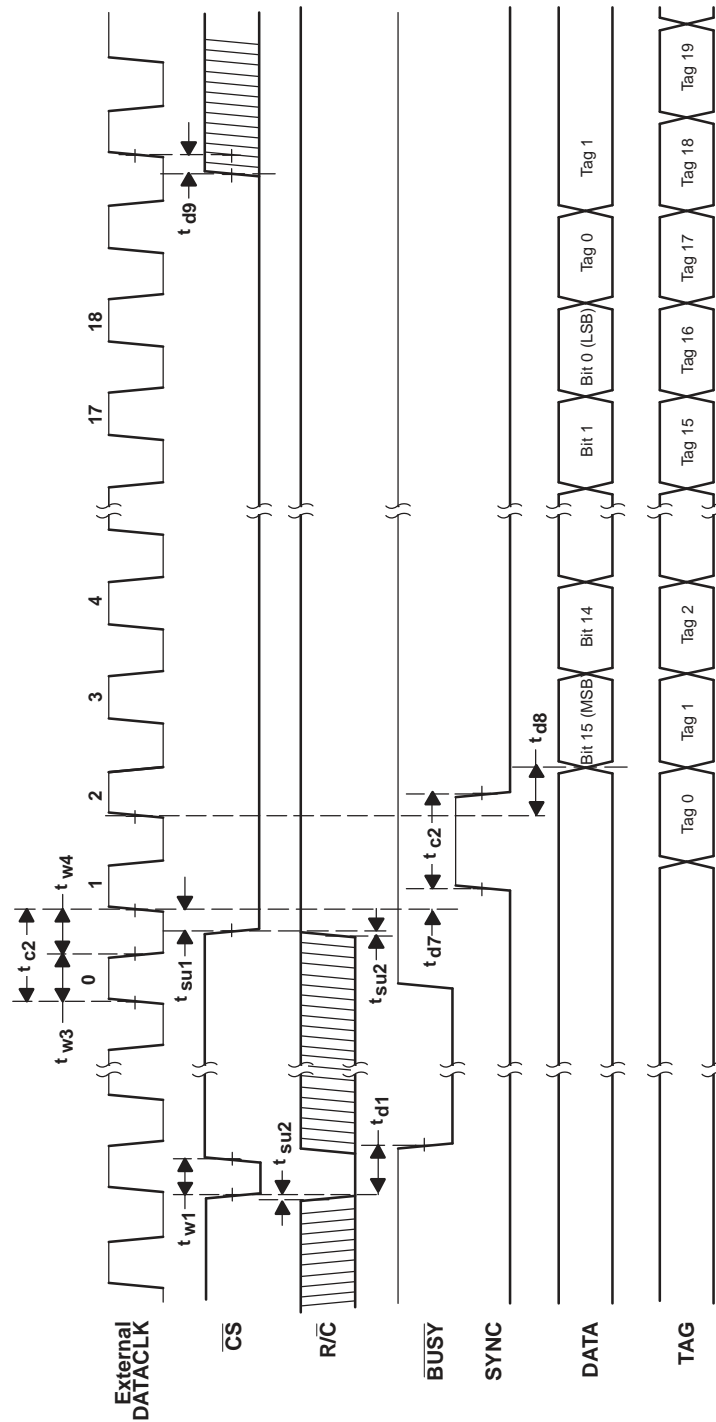 External
DATACLK
0
1
2
3
4
17
18
t c2
t w3
t w4
CS
t w1
t su1
t d9
R/C
t su2
t su2
BUSY
t d1
t d7
t c2
SYNC
t d8
DATA
Bit 15 (MSB)
Bit 14
Bit 1
Bit 0 (LSB)
Tag 0
Tag 1
TAG
Tag 0
Tag 1
Tag 2
Tag 15
Tag 16
Tag 17
Tag 18
Tag 19